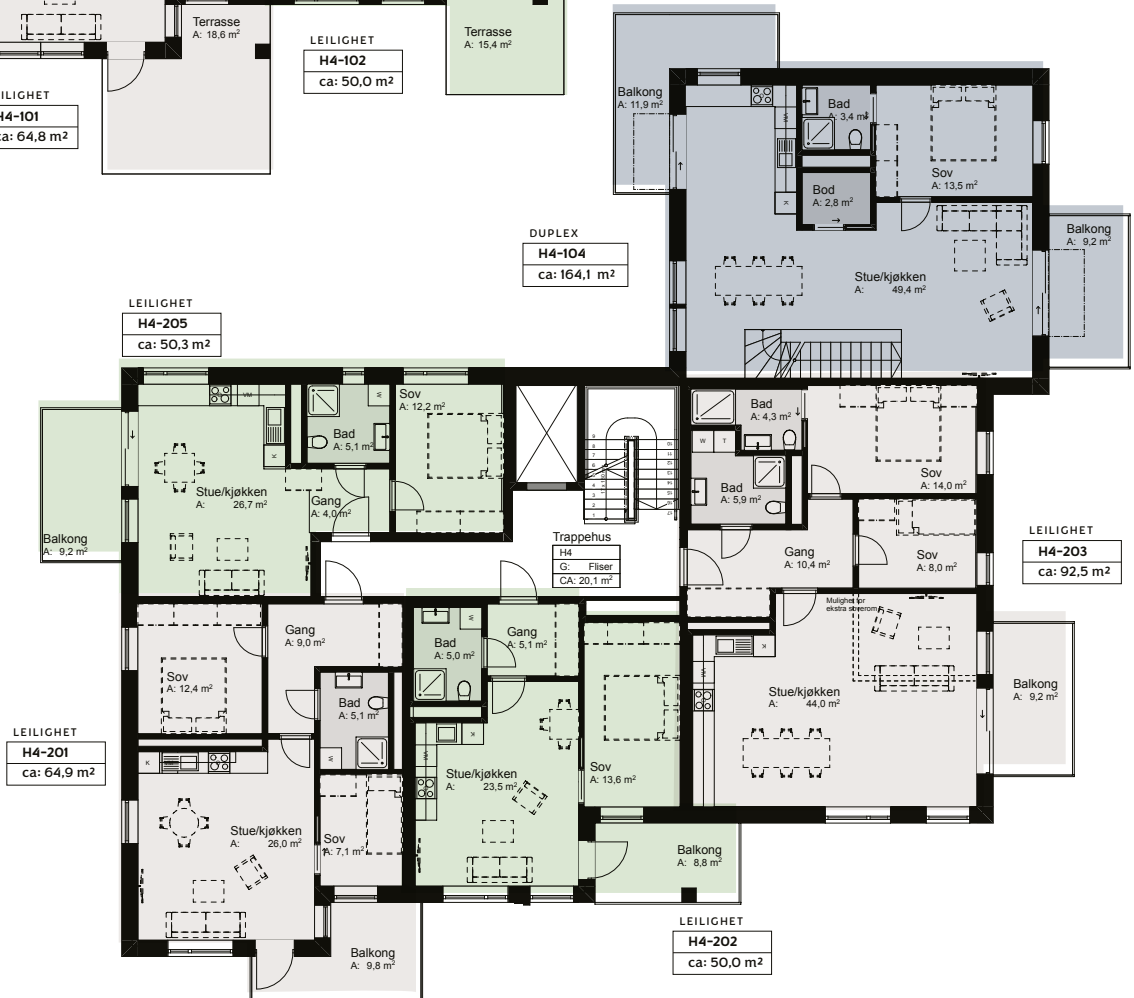 Terrasse
A: 18,6 m²
LEILIGHET
H4-102
ca: 50,0 m²
Terrasse
A: 15,4 m²
EILIGHET
H4-101
ca: 64,8 m²
Balkong
A: 11,9 m²
Bad
A: 3,4 m²
VM
K
Sov
A: 13,5 m²
Bod
A: 2,8 m²
Balkong
A: 9,2 m²
DUPLEX
H4-104
ca: 164,1 m²
Stue/kjøkken
A: 49,4 m²
LEILIGHET
H4-205
ca: 50,3 m²
VM
K
W
Sov
A: 12,2 m²
Bad
A: 5,1 m²
Stue/kjøkken
A: 26,7 m²
Gang
A: 4,0 m²
Balkong
A: 9,2 m²
Trappehus
H4
G: Fliser
CA: 20,1 m²
Bad
A: 4,3 m²
W T
Bad
A: 5,9 m²
Sov
A: 14,0 m²
Gang
A: 10,4 m²
Sov
A: 8,0 m²
LEILIGHET
H4-203
ca: 92,5 m²
Mulighet for
VM
K
Stue/kjøkken
A: 44,0 m²
Balkong
A: 9,2 m²
Gang
A: 9,0 m²
Sov
A: 12,4 m²
Bad
A: 5,1 m²
W
Bad
A: 5,0 m²
W
Gang
A: 5,1 m²
LEILIGHET
H4-201
ca: 64,9 m²
K VM
Stue/kjøkken
A: 26,0 m²
Sov
A: 7,1 m²
VM
K
Stue/kjøkken
A: 23,5 m²
Sov
A: 13,6 m²
Balkong
A: 8,8 m²
Balkong
A: 9,8 m²
LEILIGHET
H4-202
ca: 50,0 m²